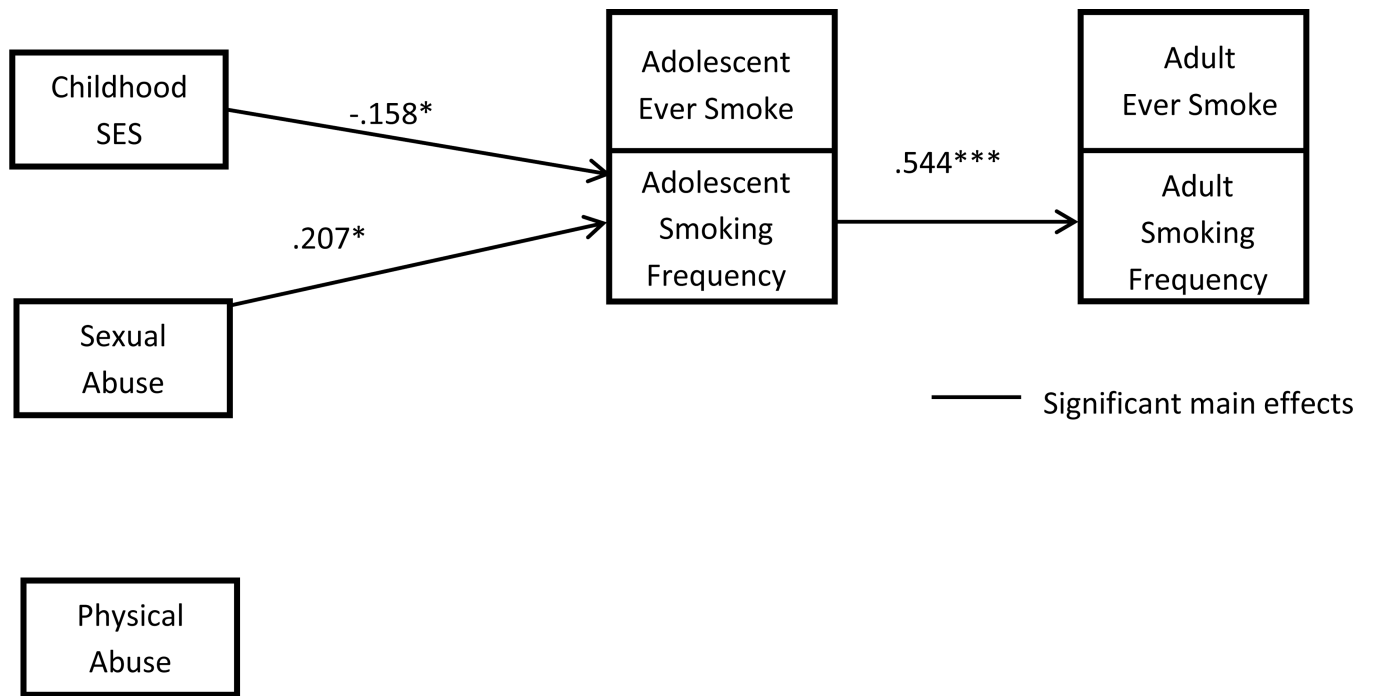 Childhood
SES
-.158*
Adolescent
Ever Smoke
Adolescent
Smoking
Frequency
.544***
Adult
Ever Smoke
Adult
Smoking
Frequency
.207*
Sexual
Abuse
Significant main effects
Physical
Abuse